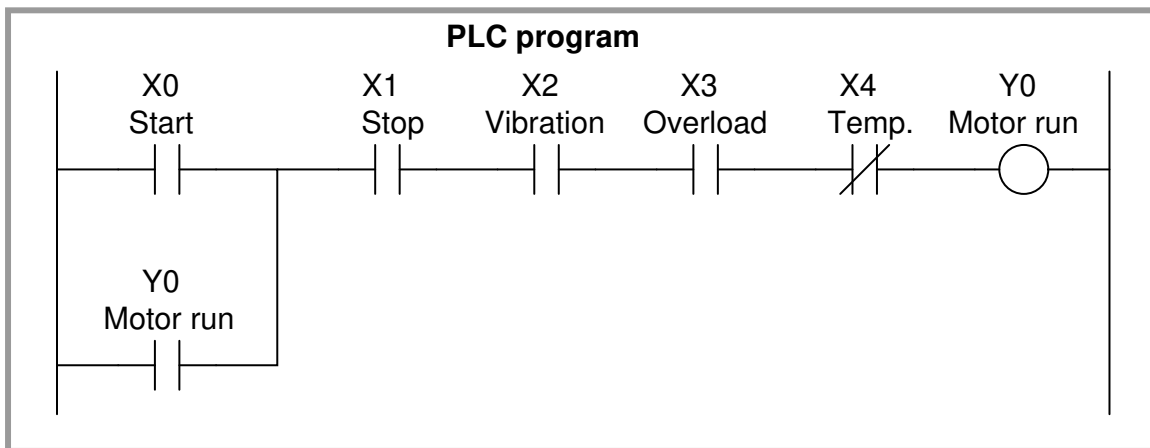 PLC program
X0 X1 X2 X3 X4 Y0
Start Stop Vibration Overload Temp. Motor run
Y0
Motor run